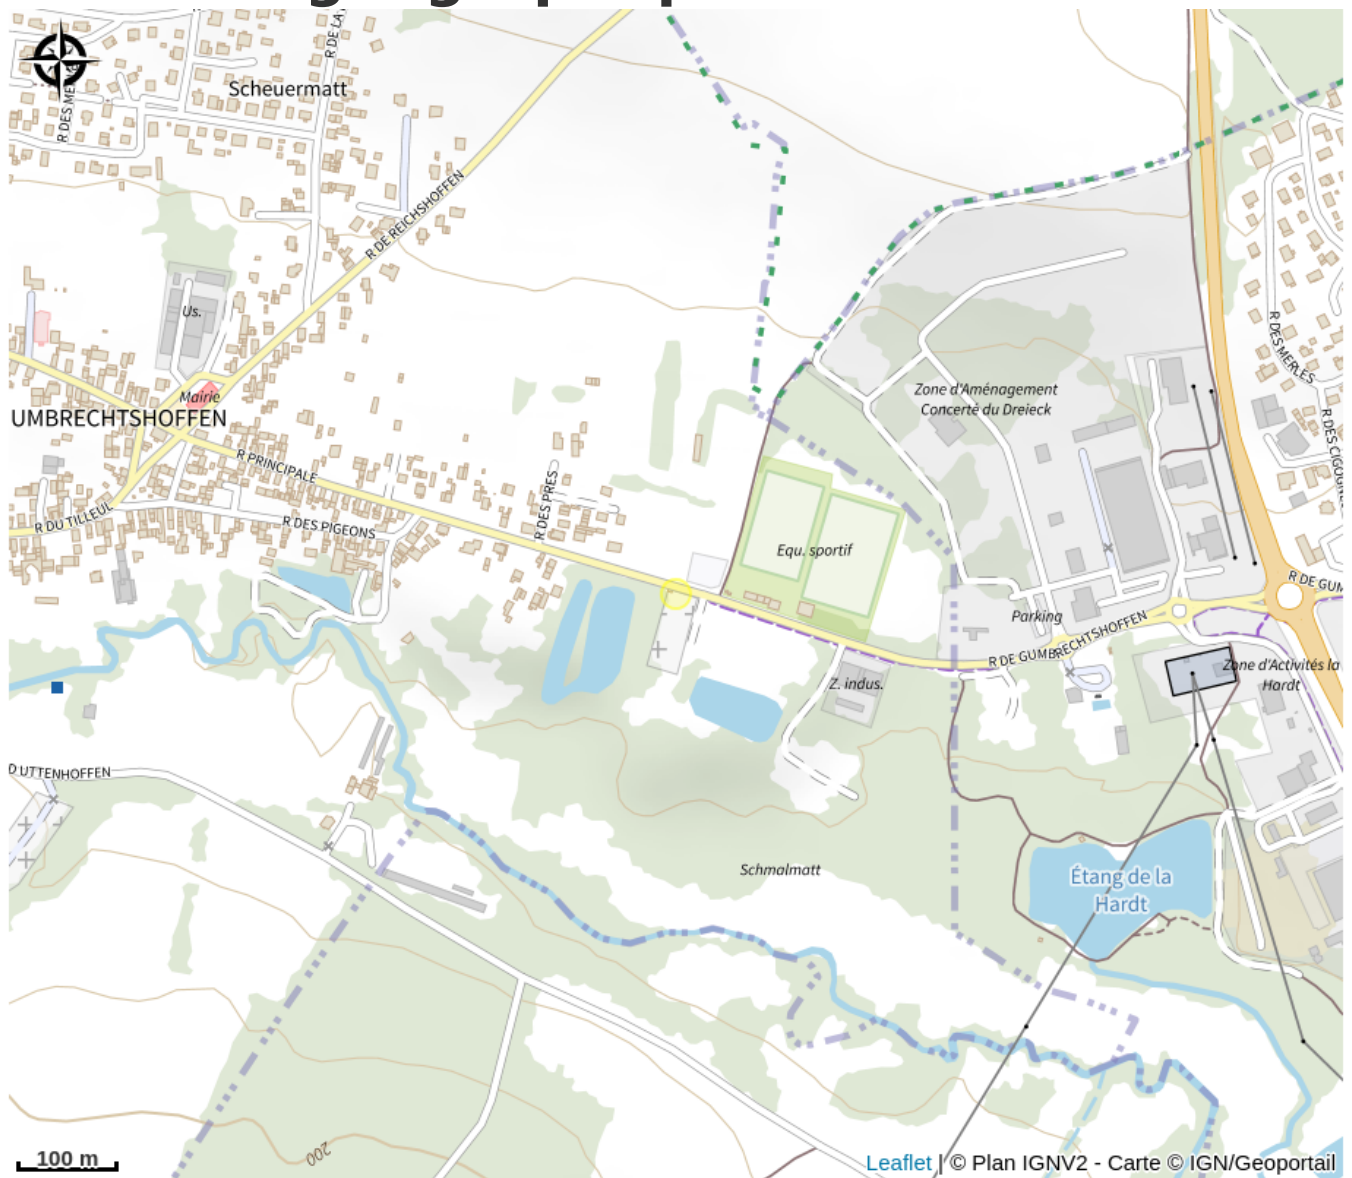 R DE LA
Scheuermatt
R DES ME
R DE REICHSHOFFEN
Us.
R DES MERLES
Mairie
Zone d'Aménagement
Concerté du Dreieck
UMBRECHTSHOFFEN
R PRINCIPALE
R DES CIGOGNE
R DES PRES
R DU TILLEUL
R DES PIGEONS
Equ. sportif
R DE GUM
Parking
R DE GUMBRECHTSHOFFEN
Zone d'Activités la
Hardt
Z. indus.
D UTTENHOFFEN
Schmalmatt
Étang de la
Hardt
200
100 m
Leaflet | © Plan IGNV2 - Carte © IGN/Geoportail